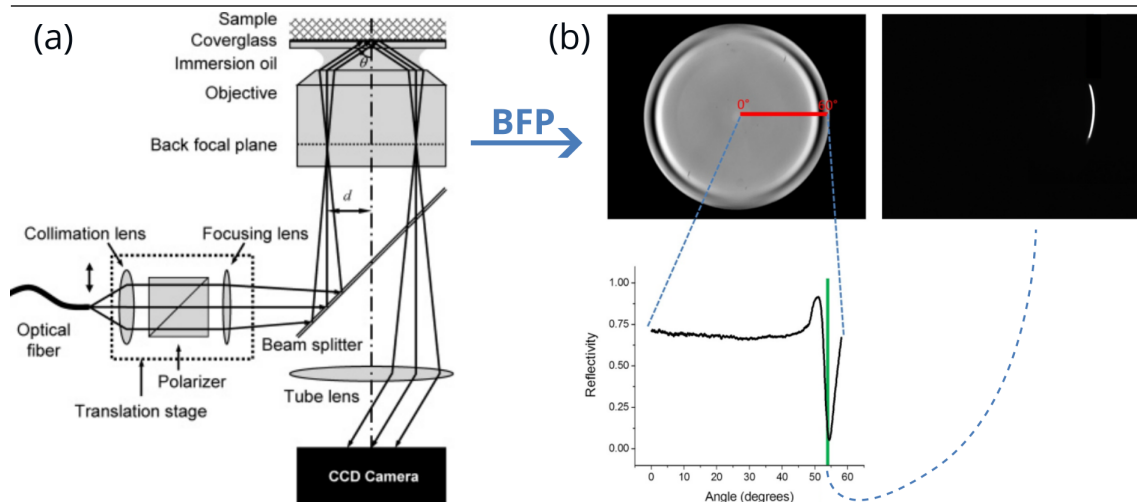 (a)
Sample
Coverglass
Immersion oil
θ
Objective
Back focal plane
d
Collimation lens
Focusing lens
Optical
fiber
Beam splitter
Polarizer
Tube lens
Translation stage
CCD Camera
BFP
(b)
0°
60°
1.00
0.75
0.50
0.25
0.00
Reflectivity
0 10 20 30 40 50 60
Angle (degrees)